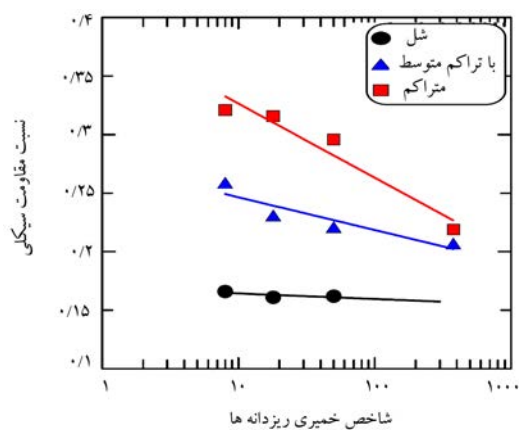 ۰/۴
۰/۳۵
۰/۳
۰/۲۵
۰/۲
۰/۱۵
۰/۱
نسبت مقاومت سیکلی
شل
با تراکم متوسط
متراکم
۱
۱۰
۱۰۰
۱۰۰۰
شاخص خمیری ریزدانه ها